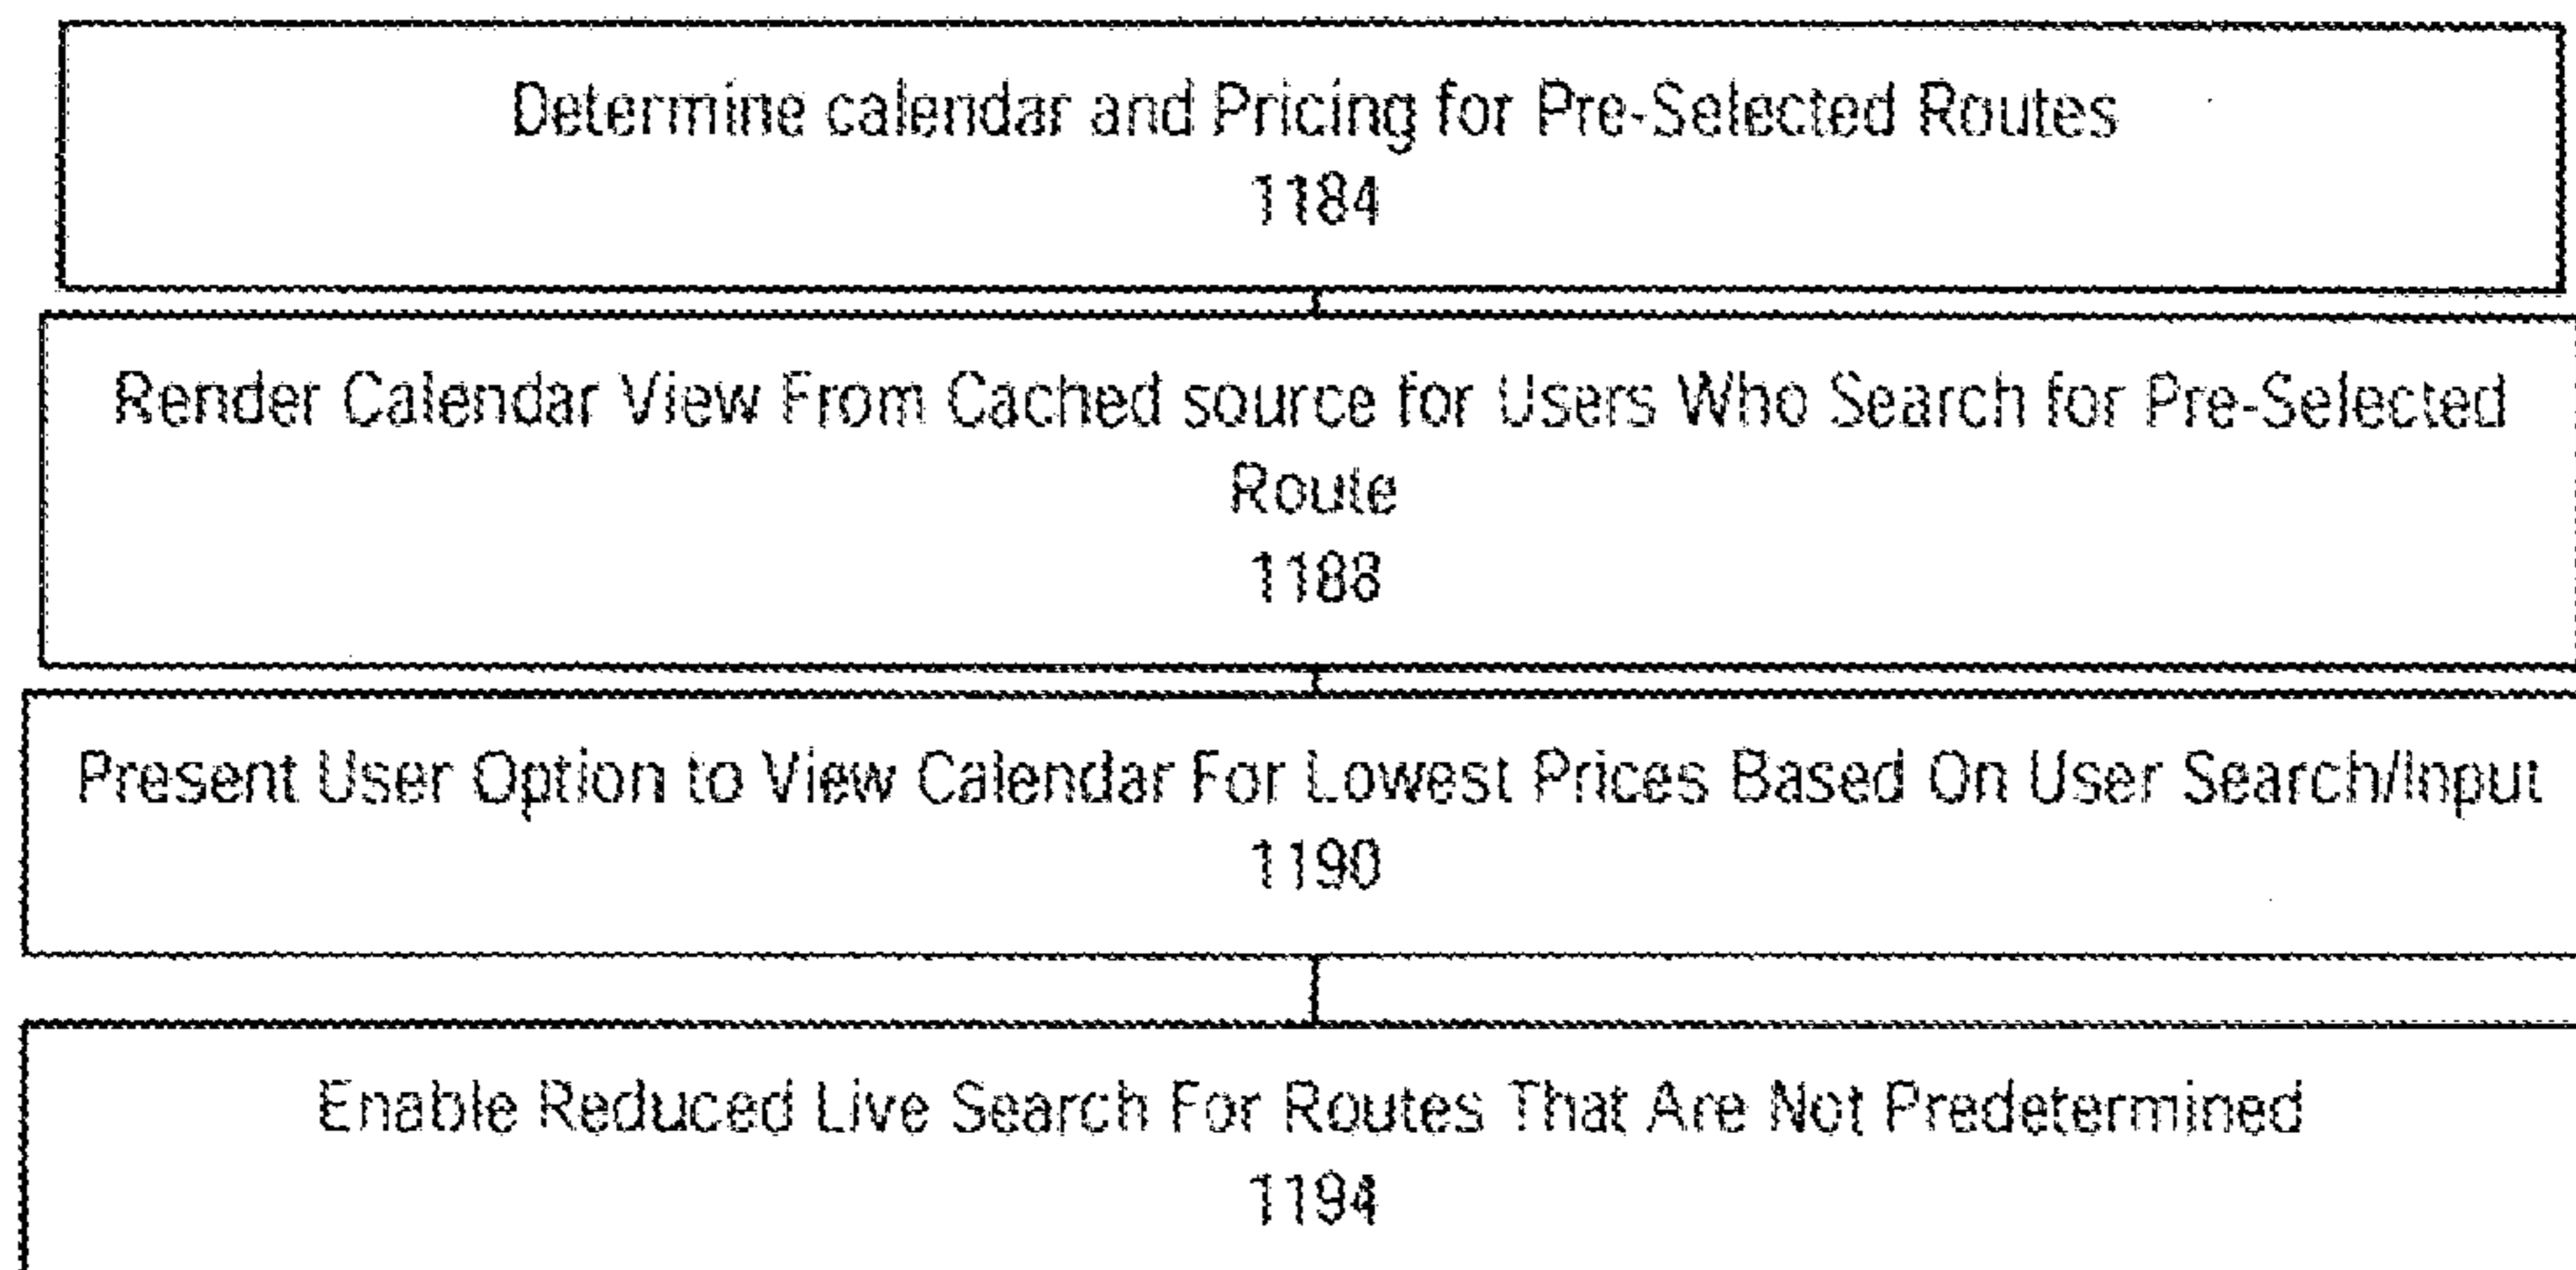 Determine calendar and Pricing for Pre-Selected Routes
1184
Render Calendar View From Cached source for Users Who Search for Pre-Selected
Route
1188
Present User Option to View Calendar For Lowest Prices Based On User Search/Input
1190
Enable Reduced Live Search For Routes That Are Not Predetermined
1194